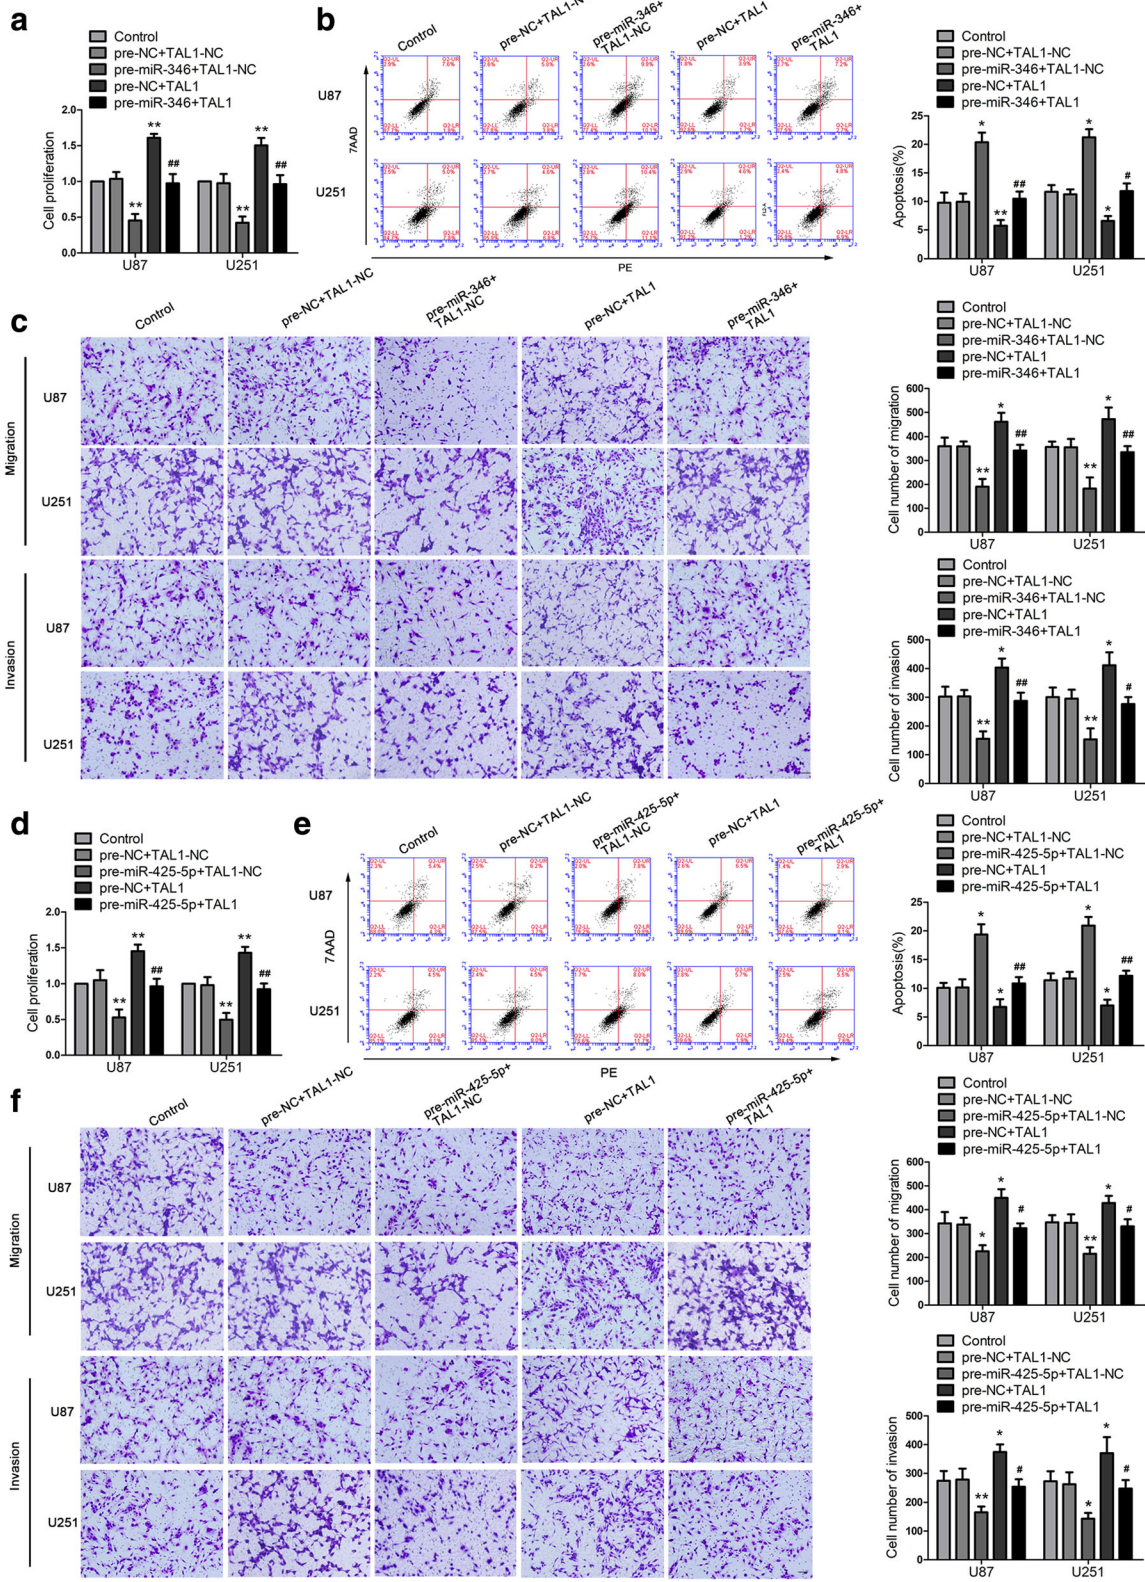 a
Control
pre-NC+TAL1-NC
pre-miR-346+TAL1-NC
pre-NC+TAL1
pre-miR-346+TAL1
Cell proliferation
2.0
1.5
1.0
0.5
0.0
** ** ## ** ** ##
U87 U251
b
Control
pre-NC+TAL1-N
pre-miR-346+
TAL1-NC
pre-NC+TAL1
pre-miR-346+
TAL1
U87
U251
7AAD
PE
Control
pre-NC+TAL1-NC
pre-miR-346+TAL1-NC
pre-NC+TAL1
pre-miR-346+TAL1
Apoptosis(%)
25
20
15
10
5
0
* ** ## * ** #
U87 U251
c
Control
pre-NC+TAL1-NC
pre-miR-346+
TAL1-NC
pre-NC+TAL1
pre-miR-346+
TAL1
Migration
U87
U251
Invasion
U87
U251
Control
pre-NC+TAL1-NC
pre-miR-346+TAL1-NC
pre-NC+TAL1
pre-miR-346+TAL1
Cell number of migration
600
500
400
300
200
100
0
** * ## ** * ##
U87 U251
Control
pre-NC+TAL1-NC
pre-miR-346+TAL1-NC
pre-NC+TAL1
pre-miR-346+TAL1
Cell number of invasion
500
400
300
200
100
0
** * ## ** * #
U87 U251
d
Control
pre-NC+TAL1-NC
pre-miR-425-5p+TAL1-NC
pre-NC+TAL1
pre-miR-425-5p+TAL1
Cell proliferation
2.0
1.5
1.0
0.5
0.0
** ** ## ** ** ##
U87 U251
e
Control
pre-NC+TAL1-NC
pre-miR-425-5p+
TAL1-NC
pre-NC+TAL1
pre-miR-425-5p+
TAL1
U87
U251
7AAD
PE
Control
pre-NC+TAL1-NC
pre-miR-425-5p+TAL1-NC
pre-NC+TAL1
pre-miR-425-5p+TAL1
Apoptosis(%)
25
20
15
10
5
0
* * ## * * ##
U87 U251
f
Control
pre-NC+TAL1-NC
pre-miR-425-5p+
TAL1-NC
pre-NC+TAL1
pre-miR-425-5p+
TAL1
Migration
U87
U251
Invasion
U87
U251
Control
pre-NC+TAL1-NC
pre-miR-425-5p+TAL1-NC
pre-NC+TAL1
pre-miR-425-5p+TAL1
Cell number of migration
600
500
400
300
200
100
0
* * # ** * #
U87 U251
Control
pre-NC+TAL1-NC
pre-miR-425-5p+TAL1-NC
pre-NC+TAL1
pre-miR-425-5p+TAL1
Cell number of invasion
500
400
300
200
100
0
** * # * * #
U87 U251